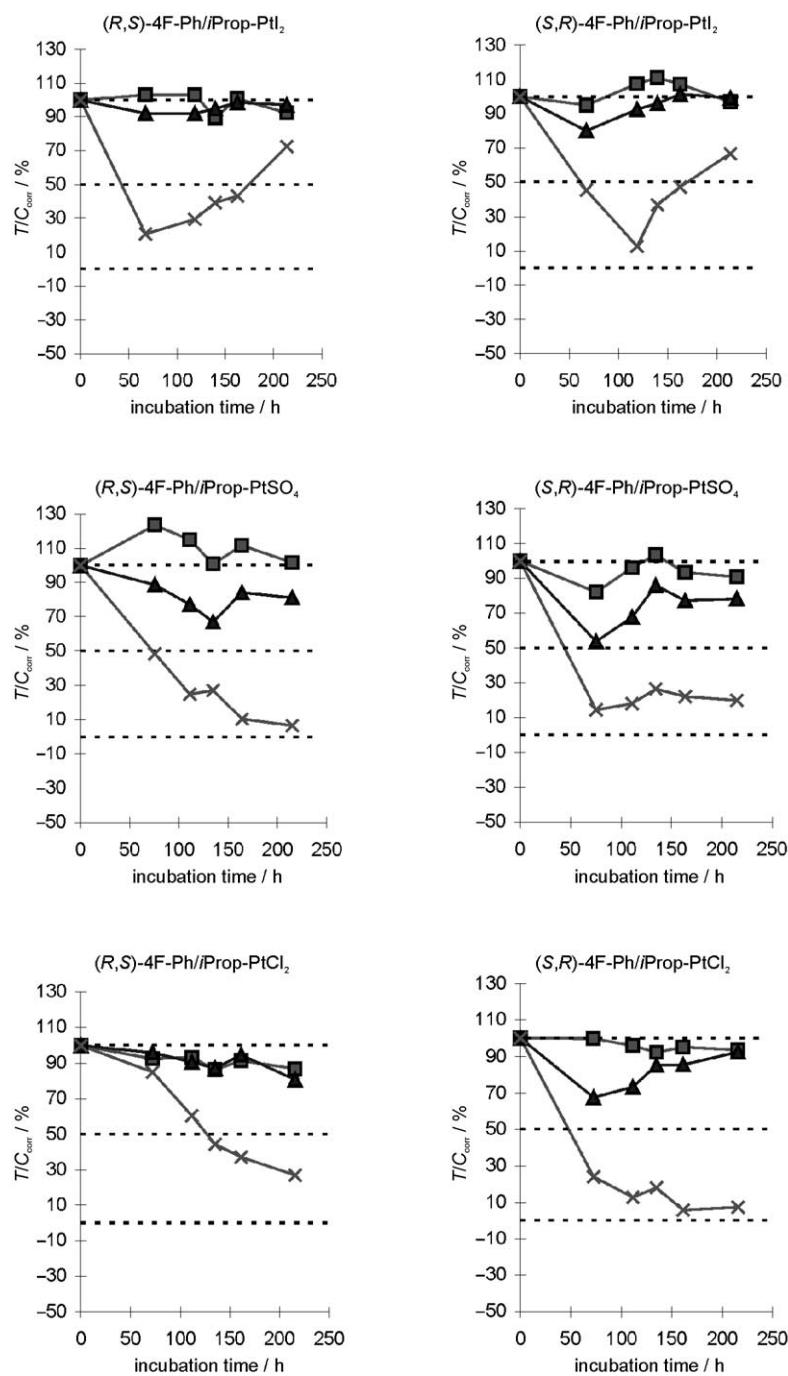 (R,S)-4F-Ph/iProp-PtI₂
130
110
90
70
50
30
10
–10
–30
–50
T/C_corr / %
0 50 100 150 200 250
incubation time / h
(S,R)-4F-Ph/iProp-PtI₂
130
110
90
70
50
30
10
–10
–30
–50
T/C_corr / %
0 50 100 150 200 250
incubation time / h
(R,S)-4F-Ph/iProp-PtSO₄
130
110
90
70
50
30
10
–10
–30
–50
T/C_corr / %
0 50 100 150 200 250
incubation time / h
(S,R)-4F-Ph/iProp-PtSO₄
130
110
90
70
50
30
10
–10
–30
–50
T/C_corr / %
0 50 100 150 200 250
incubation time / h
(R,S)-4F-Ph/iProp-PtCl₂
130
110
90
70
50
30
10
–10
–30
–50
T/C_corr / %
0 50 100 150 200 250
incubation time / h
(S,R)-4F-Ph/iProp-PtCl₂
130
110
90
70
50
30
10
–10
–30
–50
T/C_corr / %
0 50 100 150 200 250
incubation time / h